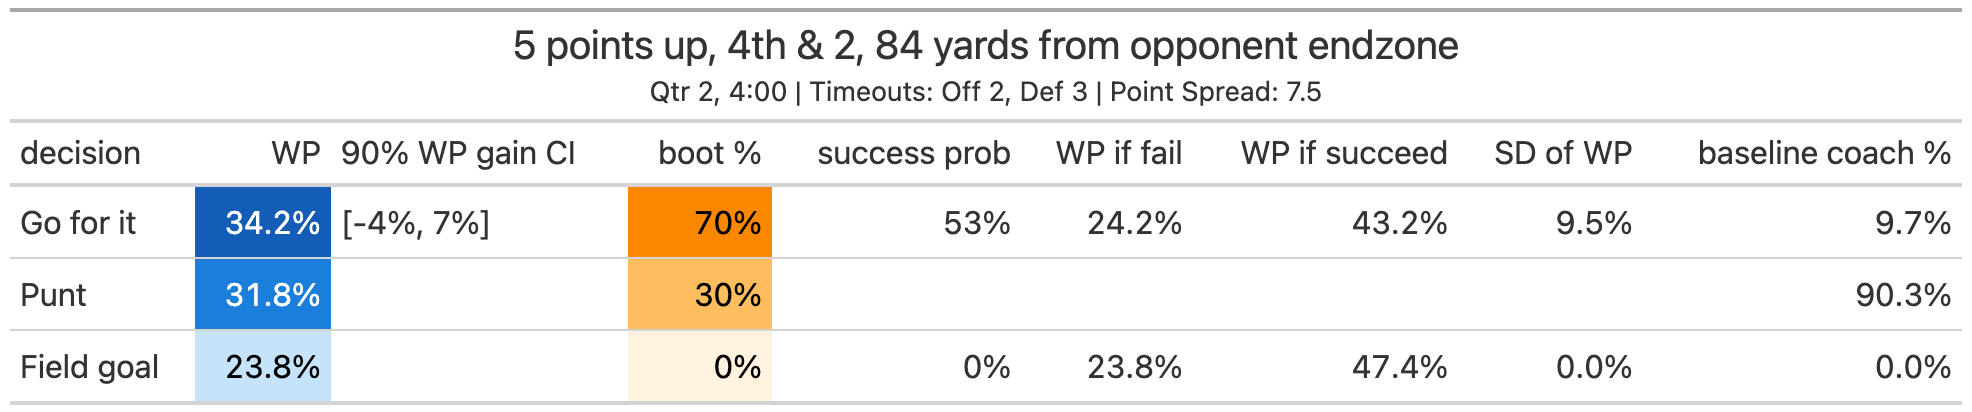 5 points up, 4th & 2, 84 yards from opponent endzone
Qtr 2, 4:00 | Timeouts: Off 2, Def 3 | Point Spread: 7.5
decision WP 90% WP gain CI boot % success prob WP if fail WP if succeed SD of WP baseline coach %
Go for it 34.2% [-4%, 7%] 70% 53% 24.2% 43.2% 9.5% 9.7%
Punt 31.8% 30% 90.3%
Field goal 23.8% 0% 0% 23.8% 47.4% 0.0% 0.0%